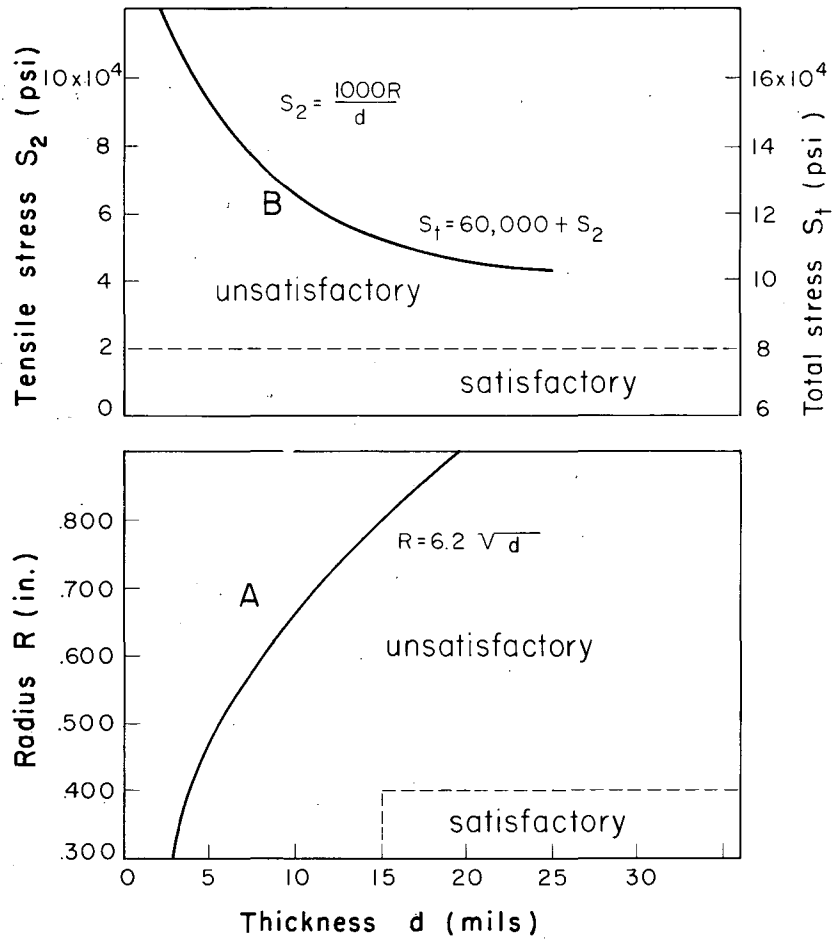 Tensile stress S₂ (psi)
10x10⁴
8
6
4
2
0
S₂ = 1000R
d
B
Sₜ = 60,000 + S₂
unsatisfactory
satisfactory
16x10⁴
14
12
10
8
6
Total stress Sₜ (psi)
Radius R (in.)
.800
.700
.600
.500
.400
.300
A
R = 6.2 √d
unsatisfactory
satisfactory
0 5 10 15 20 25 30
Thickness d (mils)